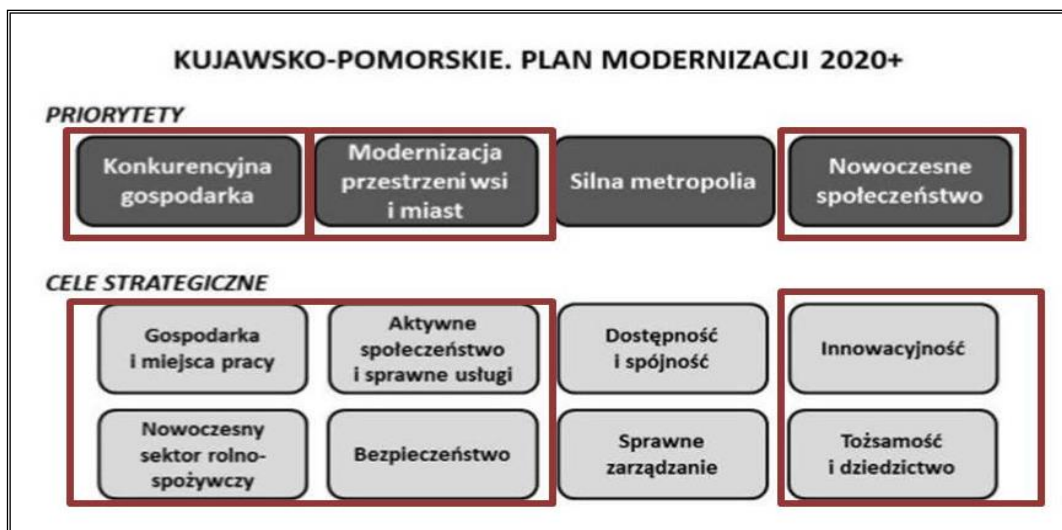 KUJAWSKO-POMORSKIE. PLAN MODERNIZACJI 2020+
PRIORYTETY
Konkurencyjna
gospodarka
Modernizacja
przestrzeni wsi
i miast
Silna metropolia
Nowoczesne
społeczeństwo
CELE STRATEGICZNE
Gospodarka
i miejsca pracy
Aktywne
społeczeństwo
i sprawne usługi
Dostępność
i spójność
Innowacyjność
Nowoczesny
sektor rolno-
spożywczy
Bezpieczeństwo
Sprawne
zarządzanie
Tożsamość
i dziedzictwo